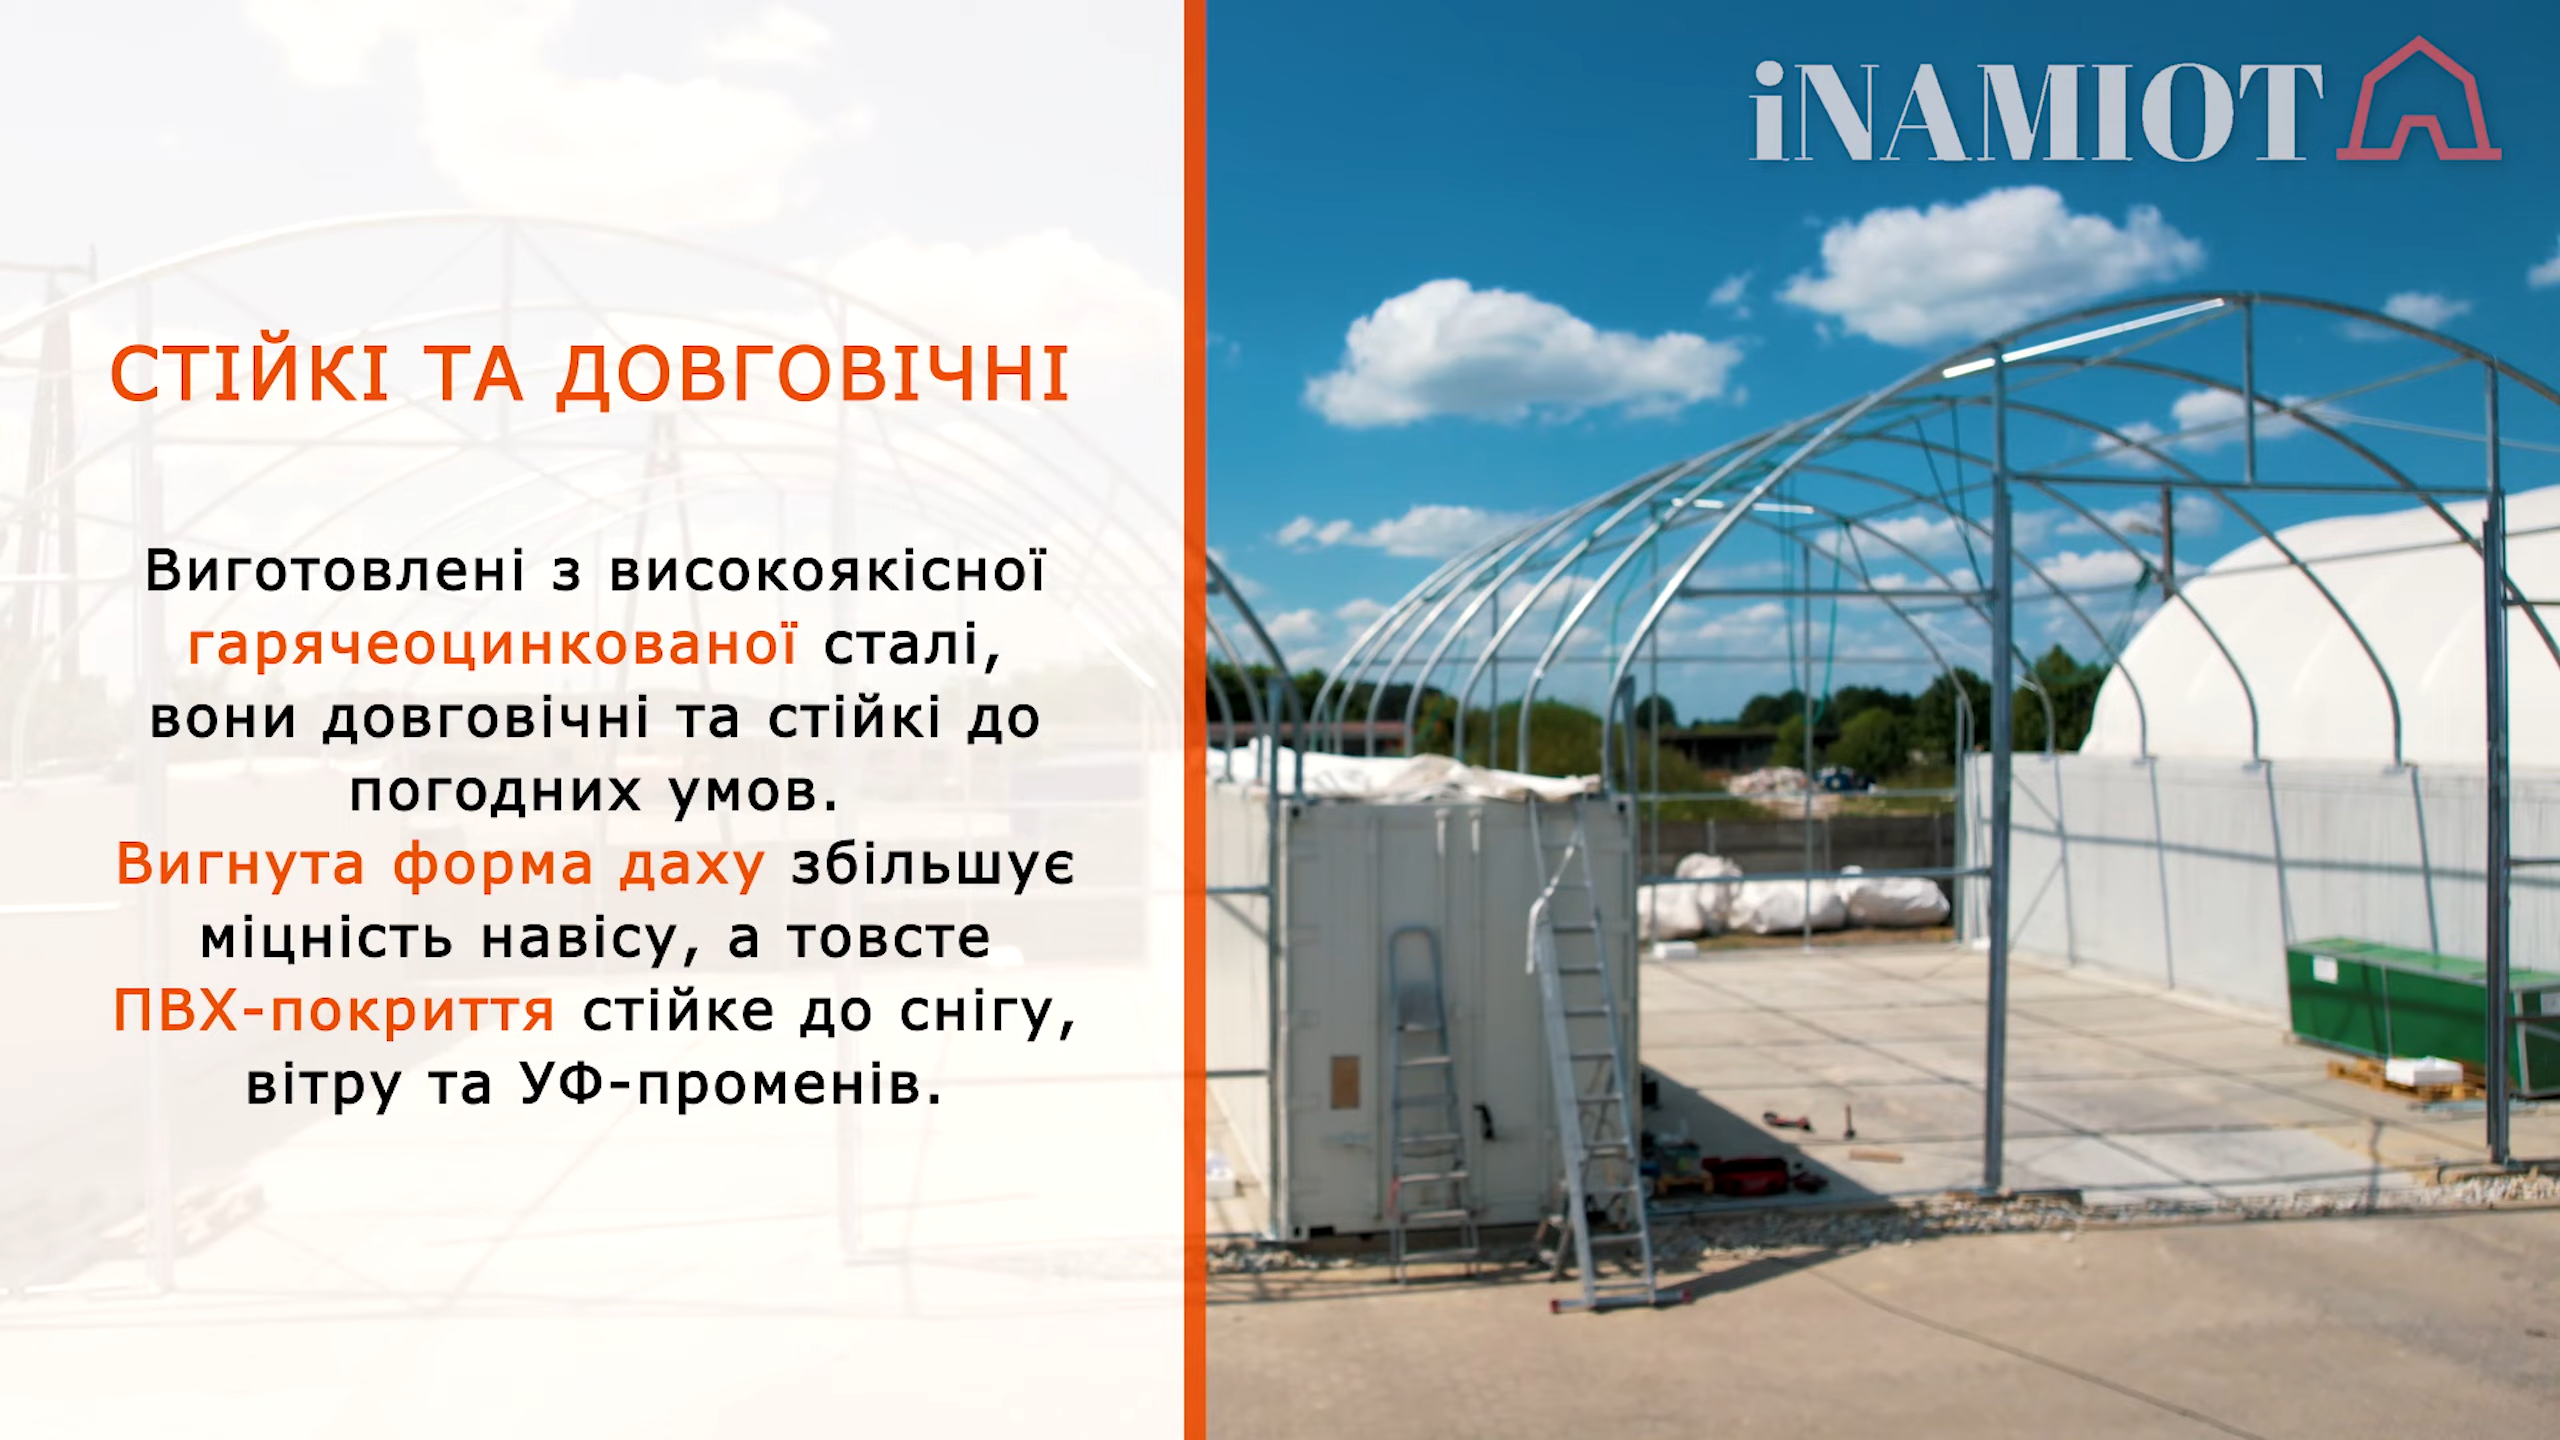 iNAMIOT
СТІЙКІ ТА ДОВГОВІЧНІ
Виготовлені з високоякісної
гарячеоцинкованої сталі,
вони довговічні та стійкі до
погодних умов.
Вигнута форма даху збільшує
міцність навісу, а товсте
ПВХ-покриття стійке до снігу,
вітру та УФ-променів.